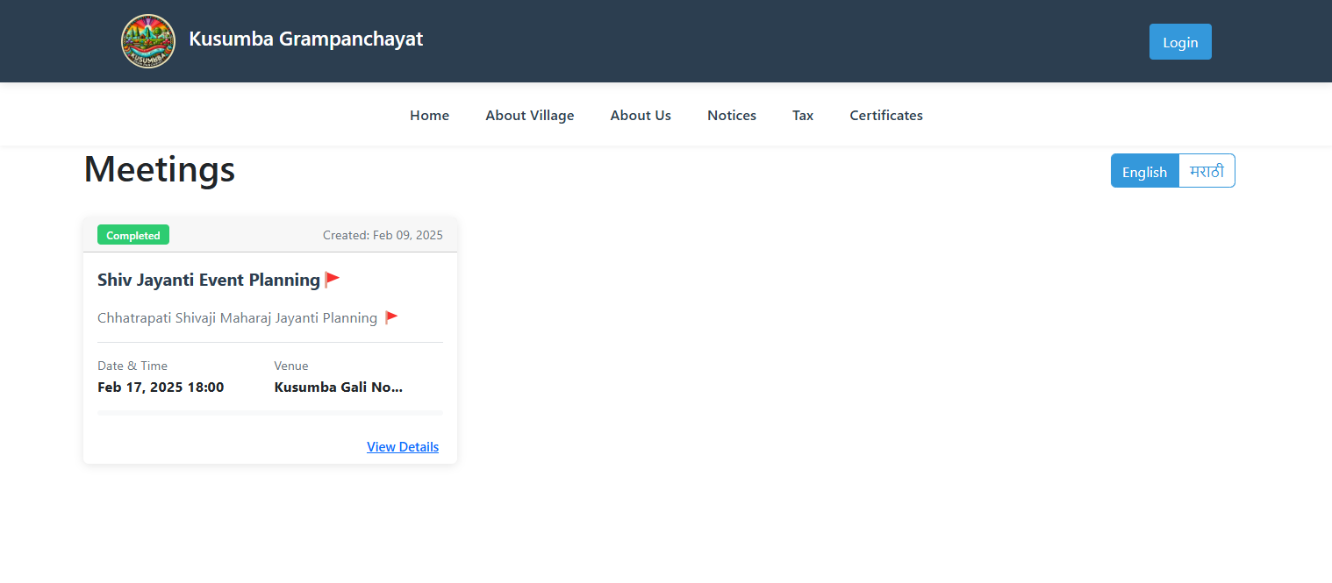 KUSUMBA
Kusumba Grampanchayat
Login
Home About Village About Us Notices Tax Certificates
Meetings
English मराठी
Completed Created: Feb 09, 2025
Shiv Jayanti Event Planning🚩
Chhatrapati Shivaji Maharaj Jayanti Planning 🚩
Date & Time Venue
Feb 17, 2025 18:00 Kusumba Gali No...
View Details